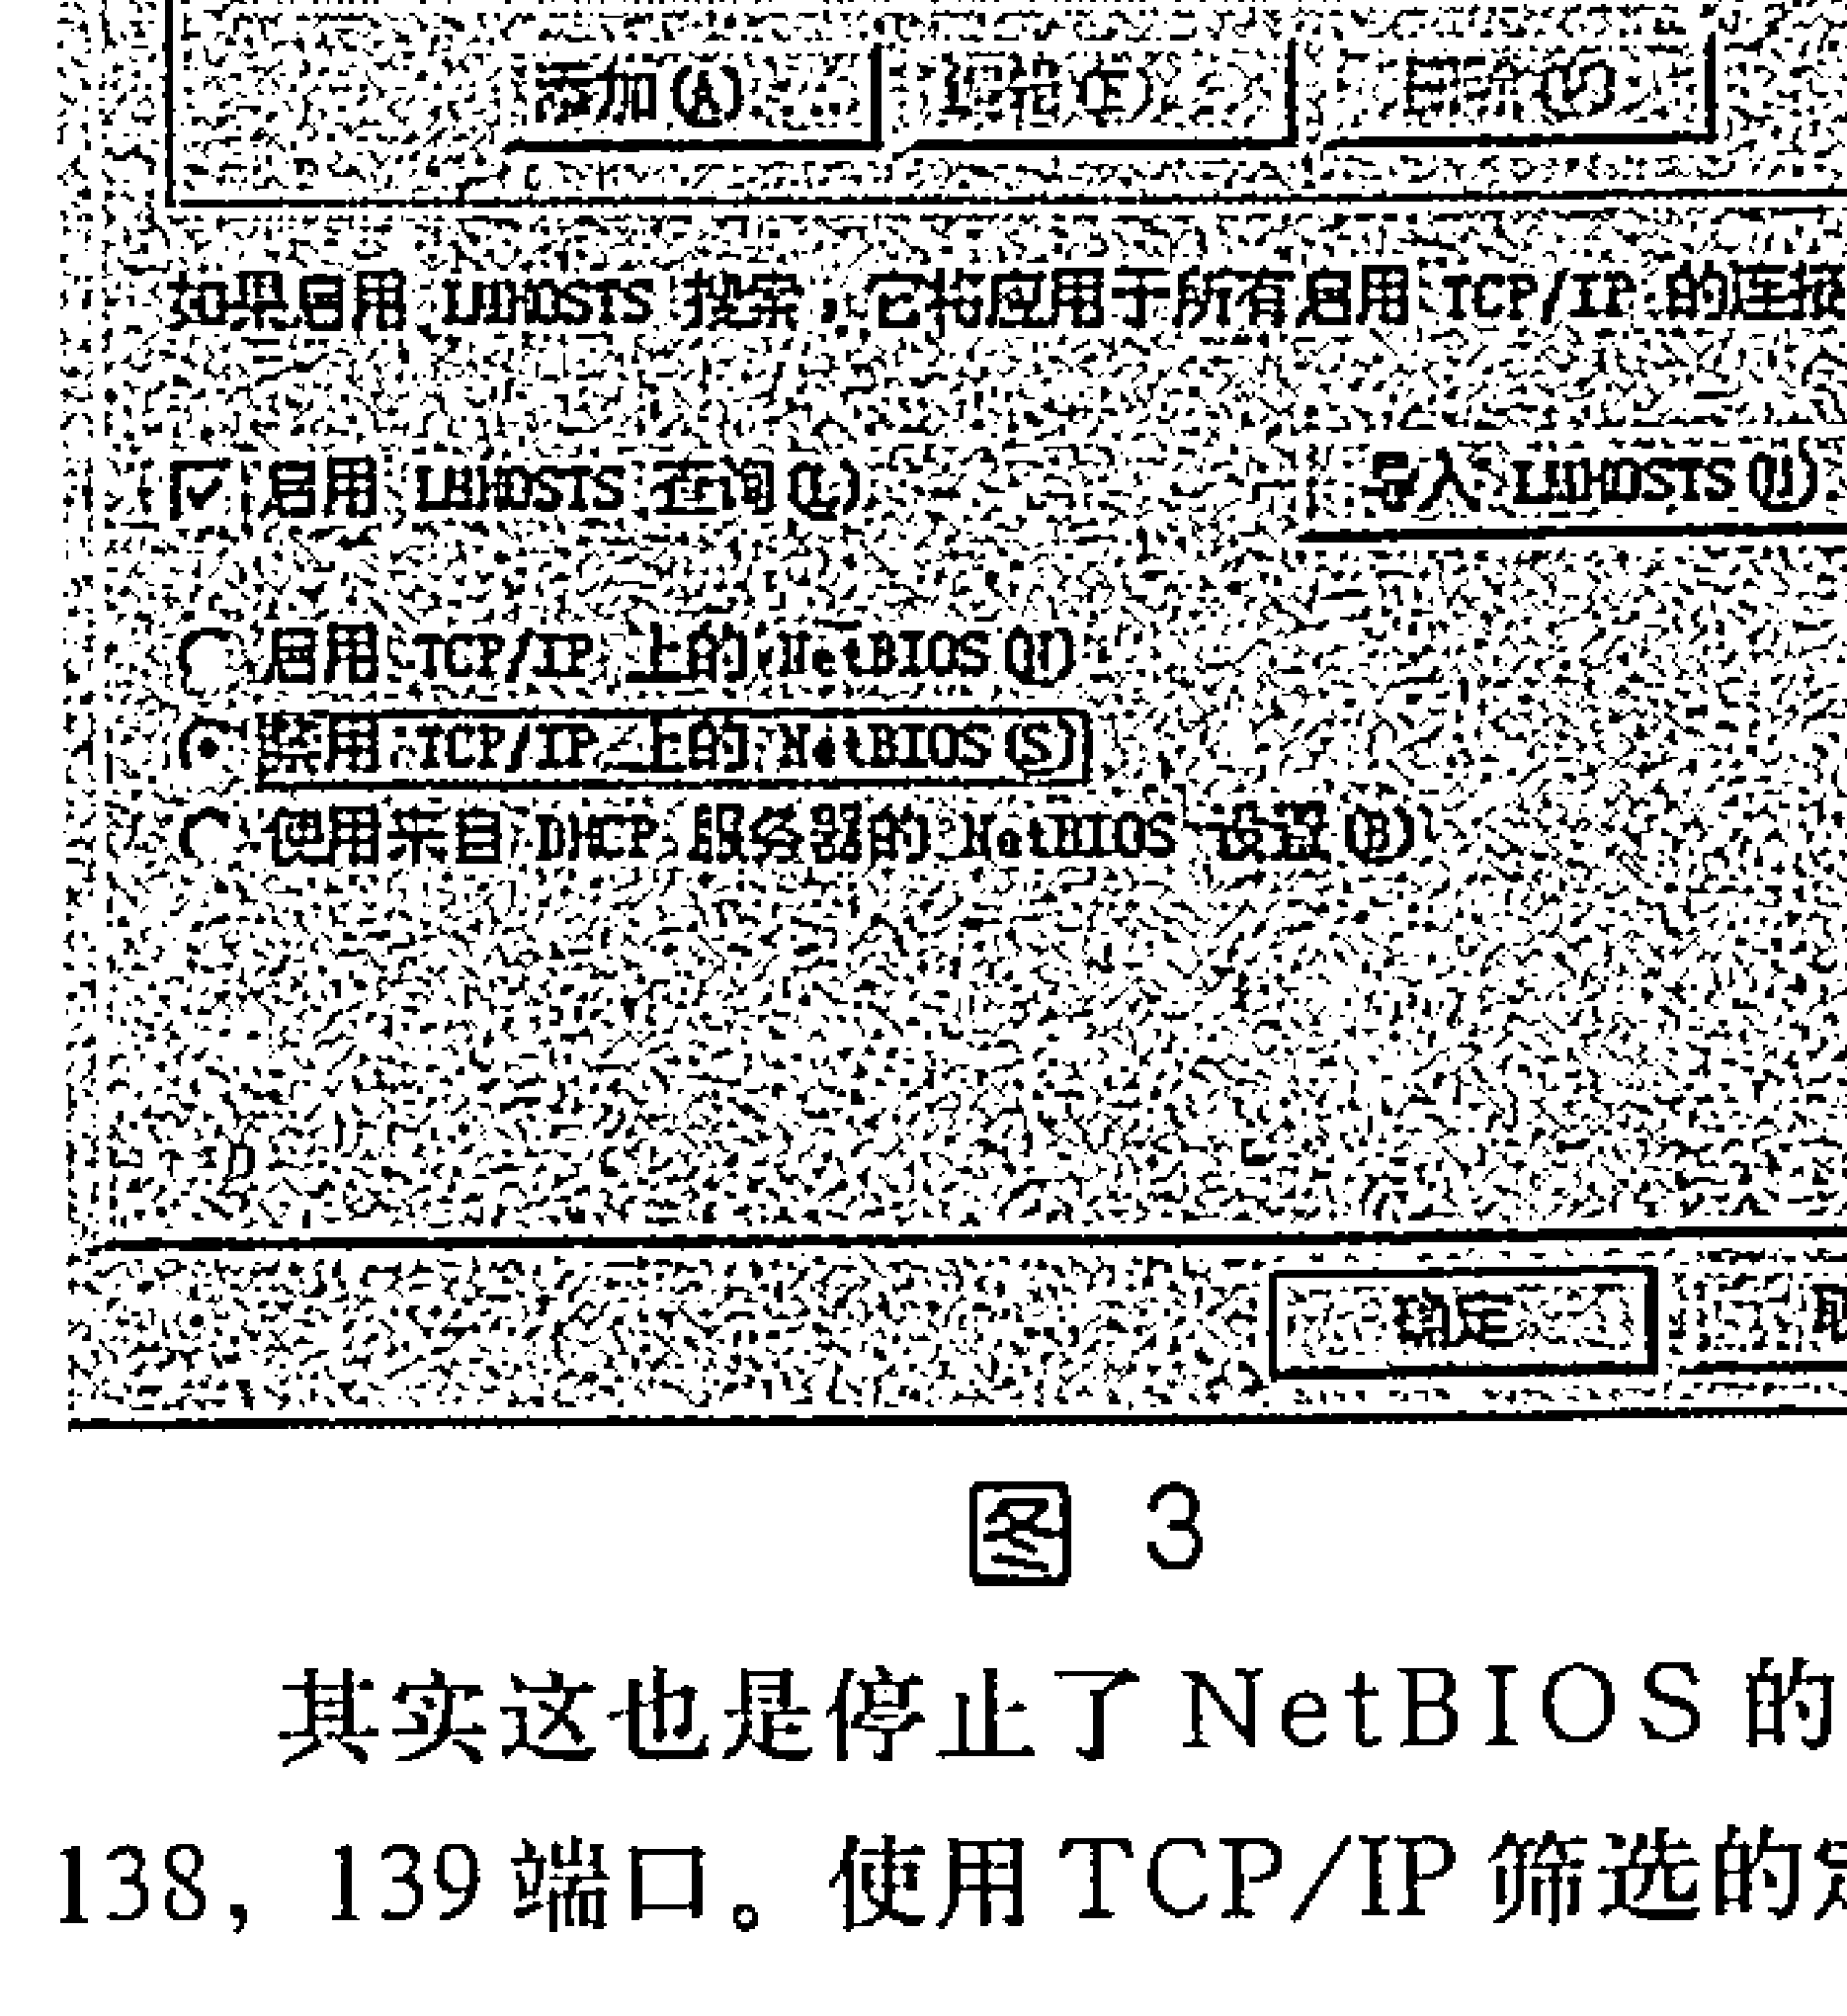 添加(A)
如果启用 LMHOSTS 搜索，它将应用于所有启用 TCP/IP 的连接
启用 LMHOSTS 查询(L)
导入 LMHOSTS(M)
启用 TCP/IP 上的 NetBIOS(N)
禁用 TCP/IP 上的 NetBIOS(S)
使用来自 DHCP 服务器的 NetBIOS 设置(D)
确定
图 3
其实这也是停止了 NetBIOS 的
138，139 端口。使用 TCP/IP 筛选的